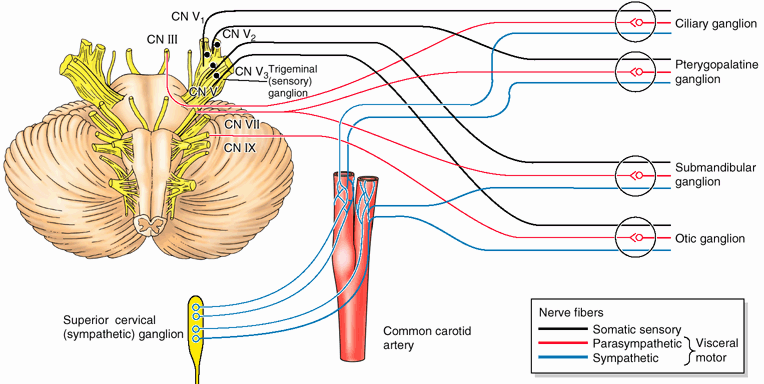 CN V1
CN V2
CN III
Ciliary ganglion
CN V3
Trigeminal
(sensory)
ganglion
CN V
Pterygopalatine
ganglion
CN VII
CN IX
Submandibular
ganglion
Otic ganglion
Superior cervical
(sympathetic) ganglion
Common carotid
artery
Nerve fibers
Somatic sensory
Parasympathetic
Sympathetic
Visceral
motor